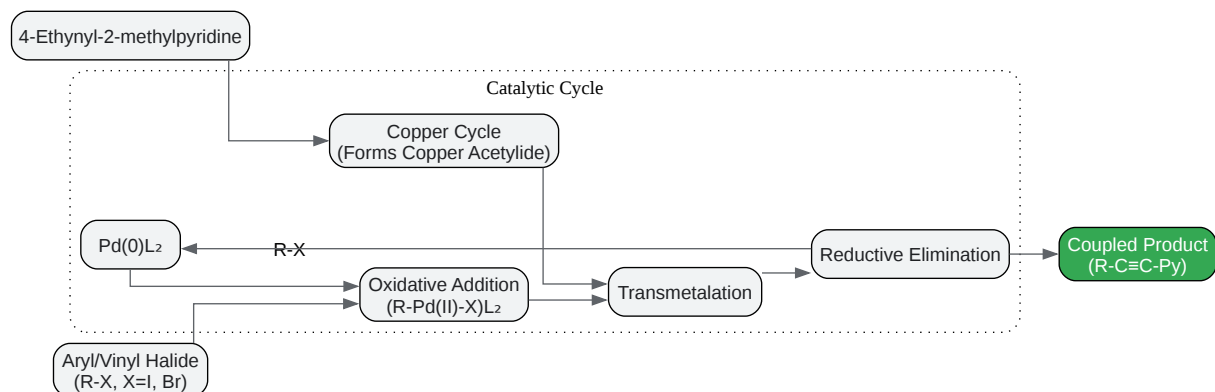 4-Ethynyl-2-methylpyridine
Catalytic Cycle
Copper Cycle
(Forms Copper Acetylide)
Pd(0)L₂
R-X
Reductive Elimination
Coupled Product
(R-C≡C-Py)
Oxidative Addition
(R-Pd(II)-X)L₂
Transmetalation
Aryl/Vinyl Halide
(R-X, X=I, Br)